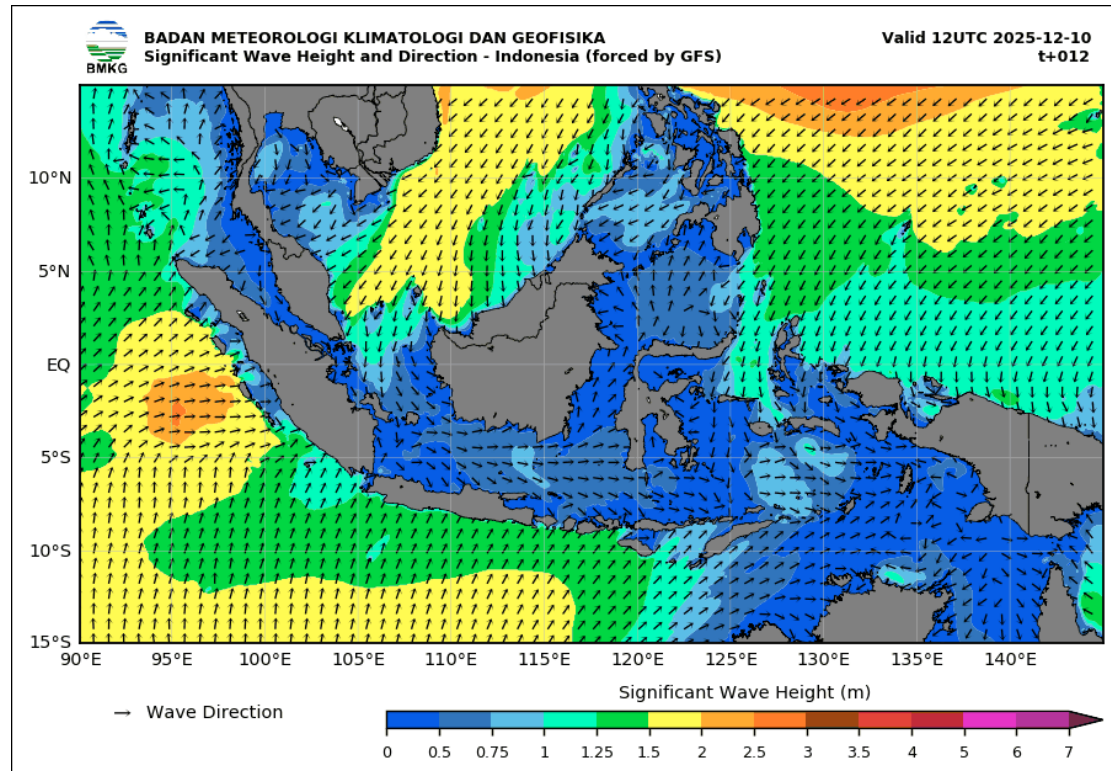 BADAN METEOROLOGI KLIMATOLOGI DAN GEOFISIKA
Significant Wave Height and Direction - Indonesia (forced by GFS)
Valid 12UTC 2025-12-10
t+012
BMKG
10°N
5°N
EQ
5°S
10°S
15°S
90°E 95°E 100°E 105°E 110°E 115°E 120°E 125°E 130°E 135°E 140°E
Wave Direction
Significant Wave Height (m)
0 0.5 0.75 1 1.25 1.5 2 2.5 3 3.5 4 5 6 7